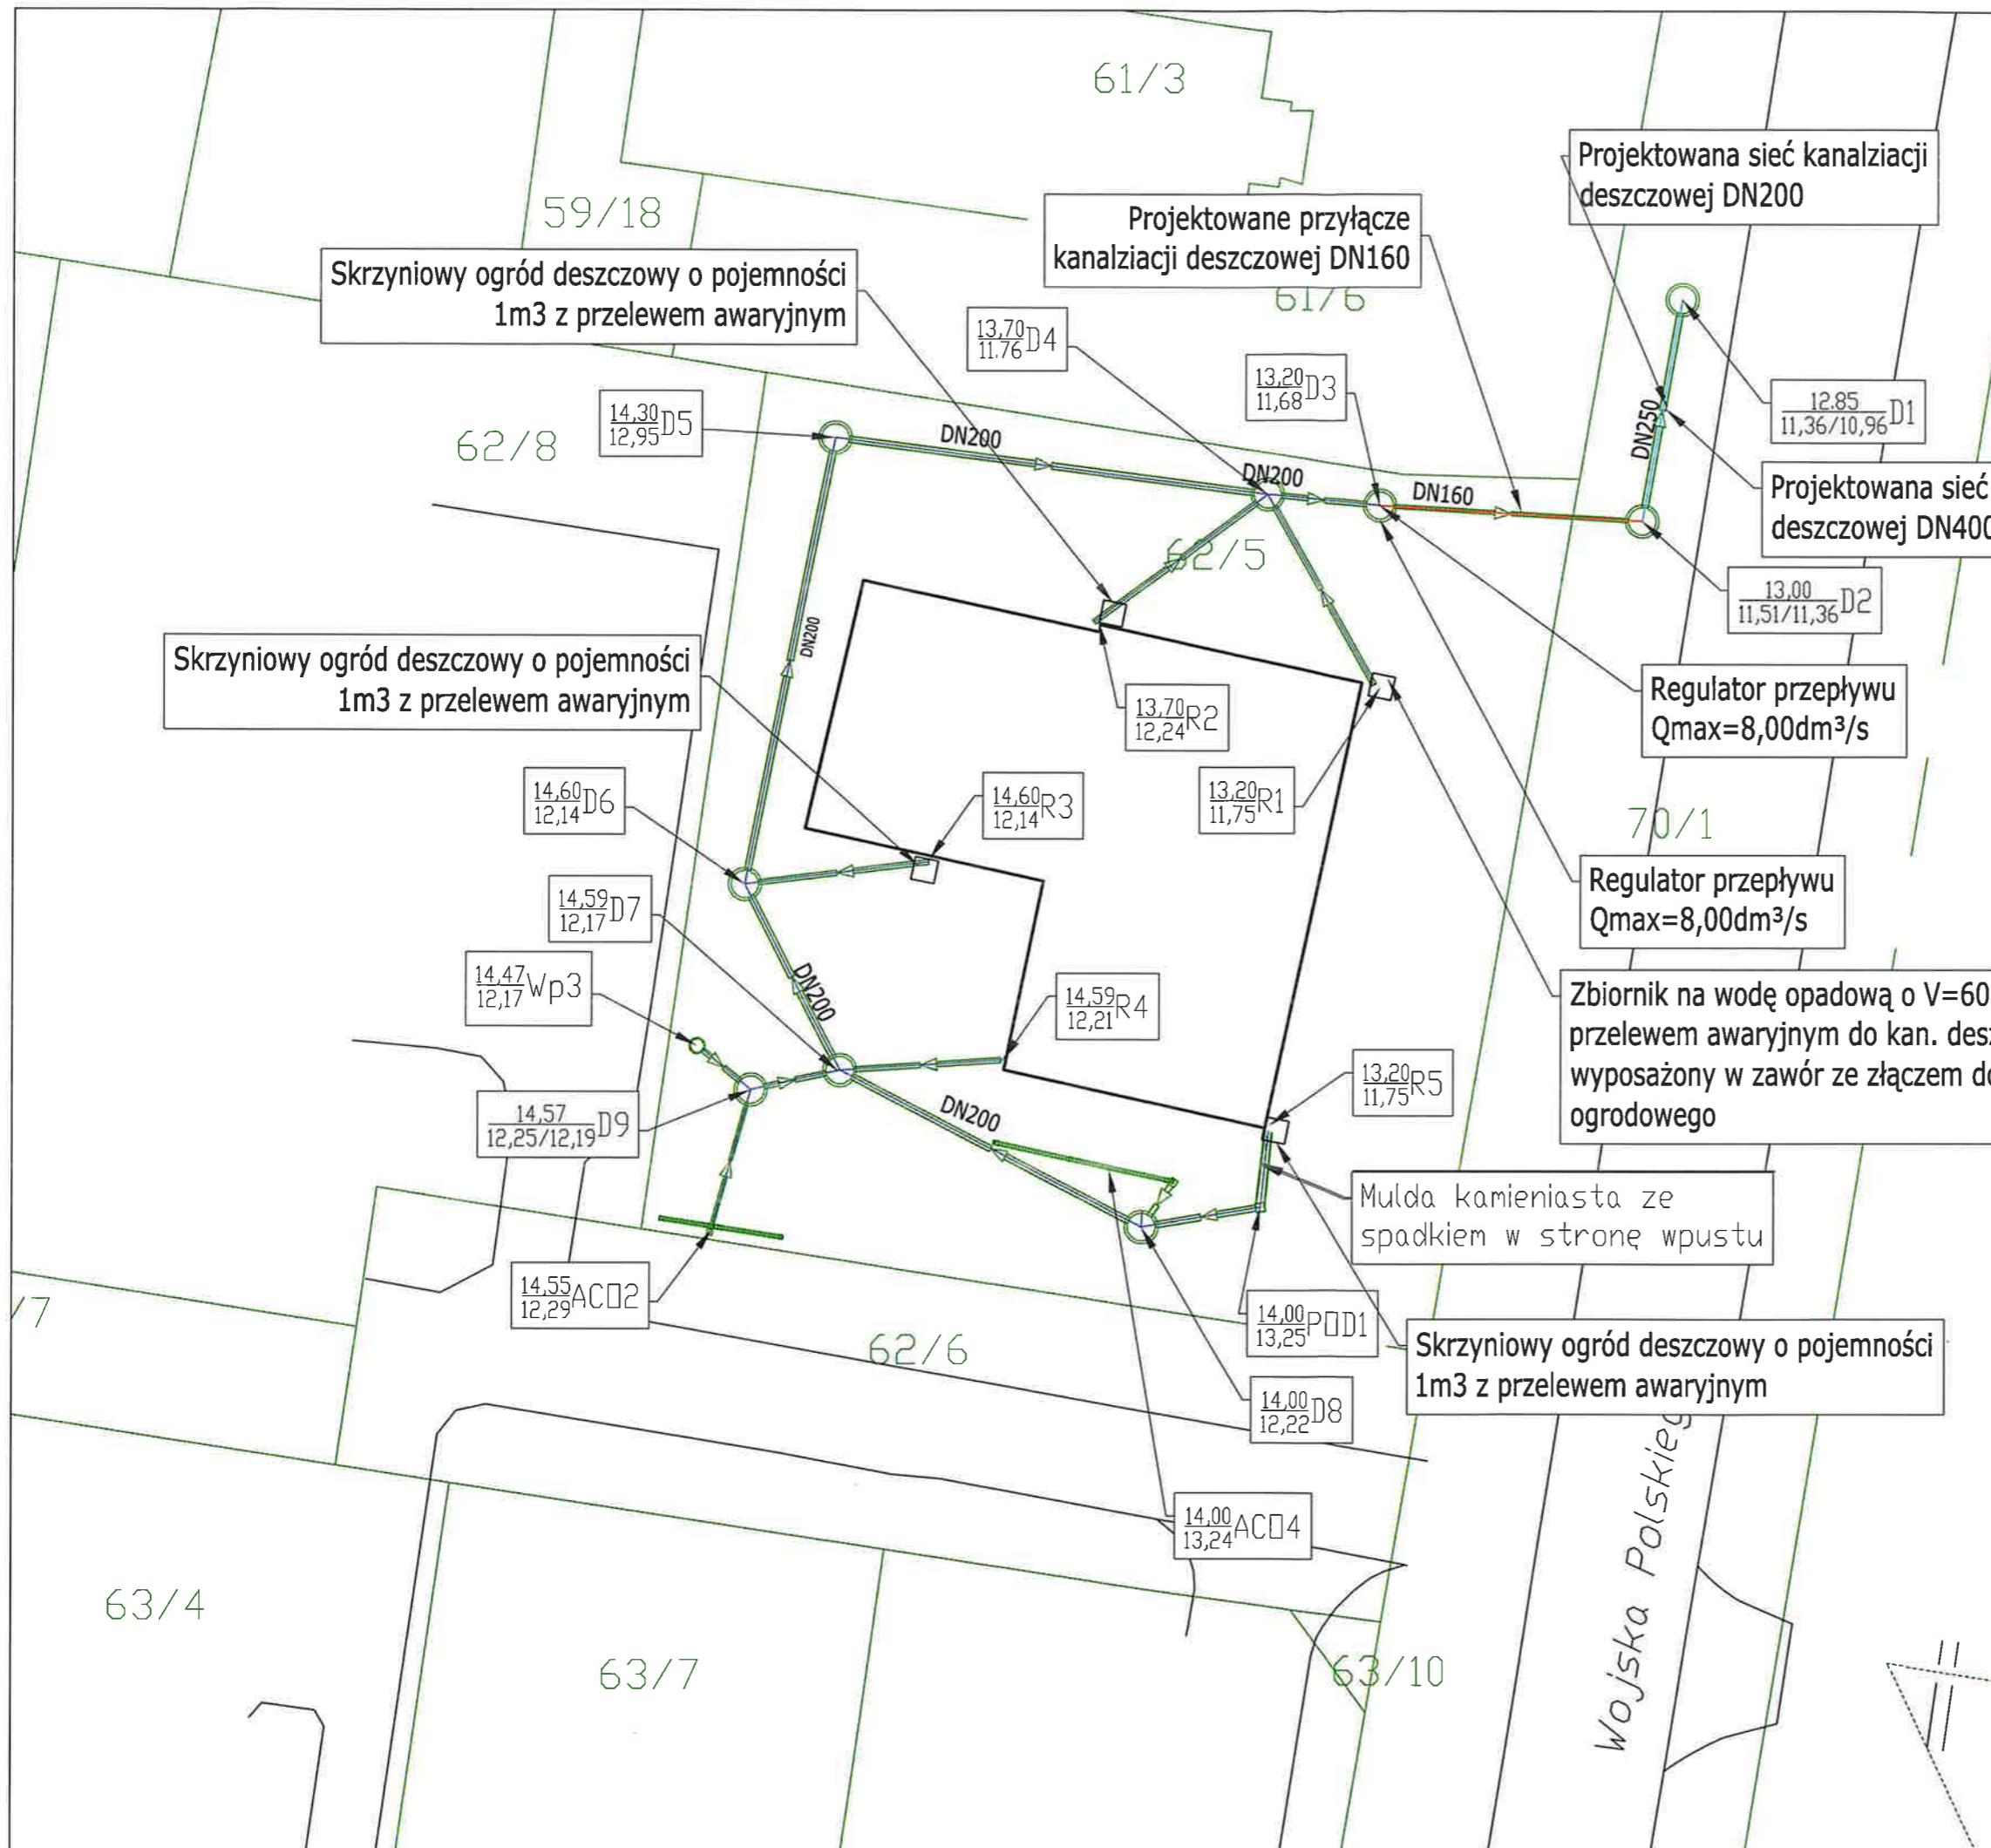 61/3
Projektowana sieć kanalziacji
deszczowej DN200
59/18
Projektowane przyłącze
kanalziacji deszczowej DN160
Skrzyniowy ogród deszczowy o pojemności
1m3 z przelewem awaryjnym
61/6
13,70
11.76 D4
13,20
11,68 D3
12.85
11,36/10,96 D1
14,30
12,95 D5
62/8
DN200
DN250
DN200
DN160
Projektowana sieć
deszczowej DN400
62/5
13,00
11,51/11,36 D2
DN200
Skrzyniowy ogród deszczowy o pojemności
1m3 z przelewem awaryjnym
Regulator przepływu
Qmax=8,00dm³/s
13,70
12,24 R2
14,60
12,14 D6
14,60
12,14 R3
13,20
11,75 R1
70/1
14,59
12,17 D7
Regulator przepływu
Qmax=8,00dm³/s
14,47
12,17 Wp3
DN200
14,59
12,21 R4
Zbiornik na wodę opadową o V=60
przelewem awaryjnym do kan. desz
wyposażony w zawór ze złączem do
ogrodowego
13,20
11,75 R5
14,57
12,25/12,19 D9
DN200
Mulda kamieniasta ze
spadkiem w stronę wpustu
14,55
12,29 ACO2
/7
14,00
13,25 POD1
62/6
Skrzyniowy ogród deszczowy o pojemności
1m3 z przelewem awaryjnym
14,00
12,22 D8
14,00
13,24 ACO4
Wojska Polskieg
63/4
63/7
63/10